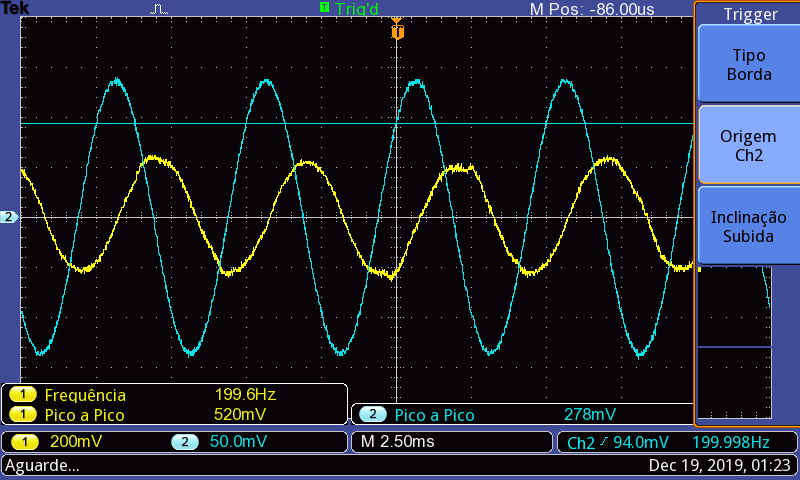 Tek T Trig'd M Pos: -86.00us
T
Trigger
Tipo
Borda
Origem
Ch2
Inclinação
Subida
2
1 Frequência 199.6Hz
1 Pico a Pico 520mV
2 Pico a Pico 278mV
1 200mV 2 50.0mV M 2.50ms Ch2 94.0mV 199.998Hz
Aguarde... Dec 19, 2019, 01:23